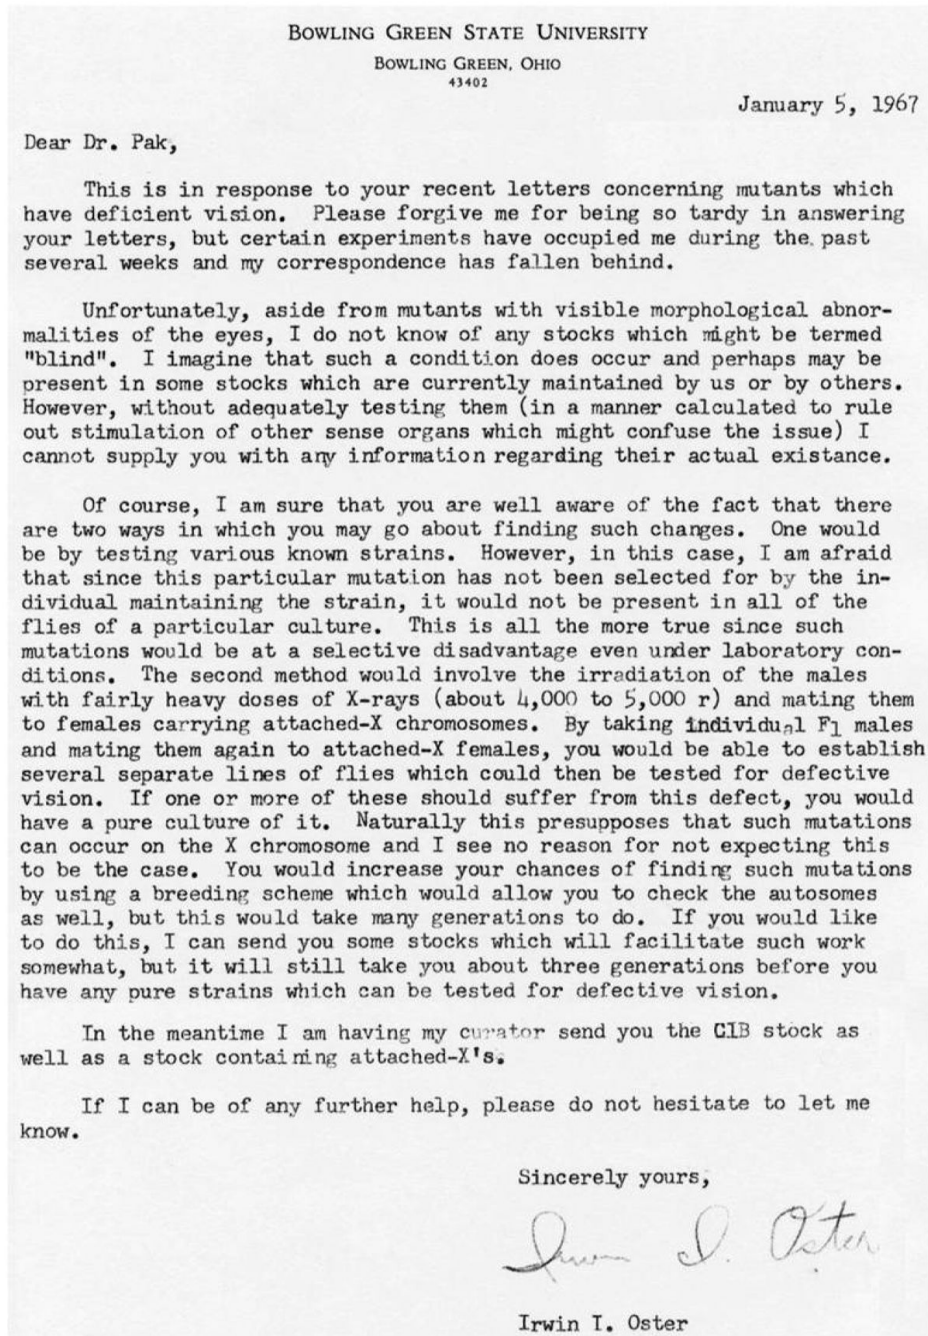 BOWLING GREEN STATE UNIVERSITY
BOWLING GREEN, OHIO
43402
January 5, 1967
Dear Dr. Pak,
This is in response to your recent letters concerning mutants which
have deficient vision. Please forgive me for being so tardy in answering
your letters, but certain experiments have occupied me during the past
several weeks and my correspondence has fallen behind.
Unfortunately, aside from mutants with visible morphological abnor-
malities of the eyes, I do not know of any stocks which might be termed
"blind". I imagine that such a condition does occur and perhaps may be
present in some stocks which are currently maintained by us or by others.
However, without adequately testing them (in a manner calculated to rule
out stimulation of other sense organs which might confuse the issue) I
cannot supply you with any information regarding their actual existance.
Of course, I am sure that you are well aware of the fact that there
are two ways in which you may go about finding such changes. One would
be by testing various known strains. However, in this case, I am afraid
that since this particular mutation has not been selected for by the in-
dividual maintaining the strain, it would not be present in all of the
flies of a particular culture. This is all the more true since such
mutations would be at a selective disadvantage even under laboratory con-
ditions. The second method would involve the irradiation of the males
with fairly heavy doses of X-rays (about 4,000 to 5,000 r) and mating them
to females carrying attached-X chromosomes. By taking individual F1 males
and mating them again to attached-X females, you would be able to establish
several separate lines of flies which could then be tested for defective
vision. If one or more of these should suffer from this defect, you would
have a pure culture of it. Naturally this presupposes that such mutations
can occur on the X chromosome and I see no reason for not expecting this
to be the case. You would increase your chances of finding such mutations
by using a breeding scheme which would allow you to check the autosomes
as well, but this would take many generations to do. If you would like
to do this, I can send you some stocks which will facilitate such work
somewhat, but it will still take you about three generations before you
have any pure strains which can be tested for defective vision.
In the meantime I am having my curator send you the ClB stock as
well as a stock containing attached-X's.
If I can be of any further help, please do not hesitate to let me
know.
Sincerely yours,
Irwin I. Oster
Irwin I. Oster